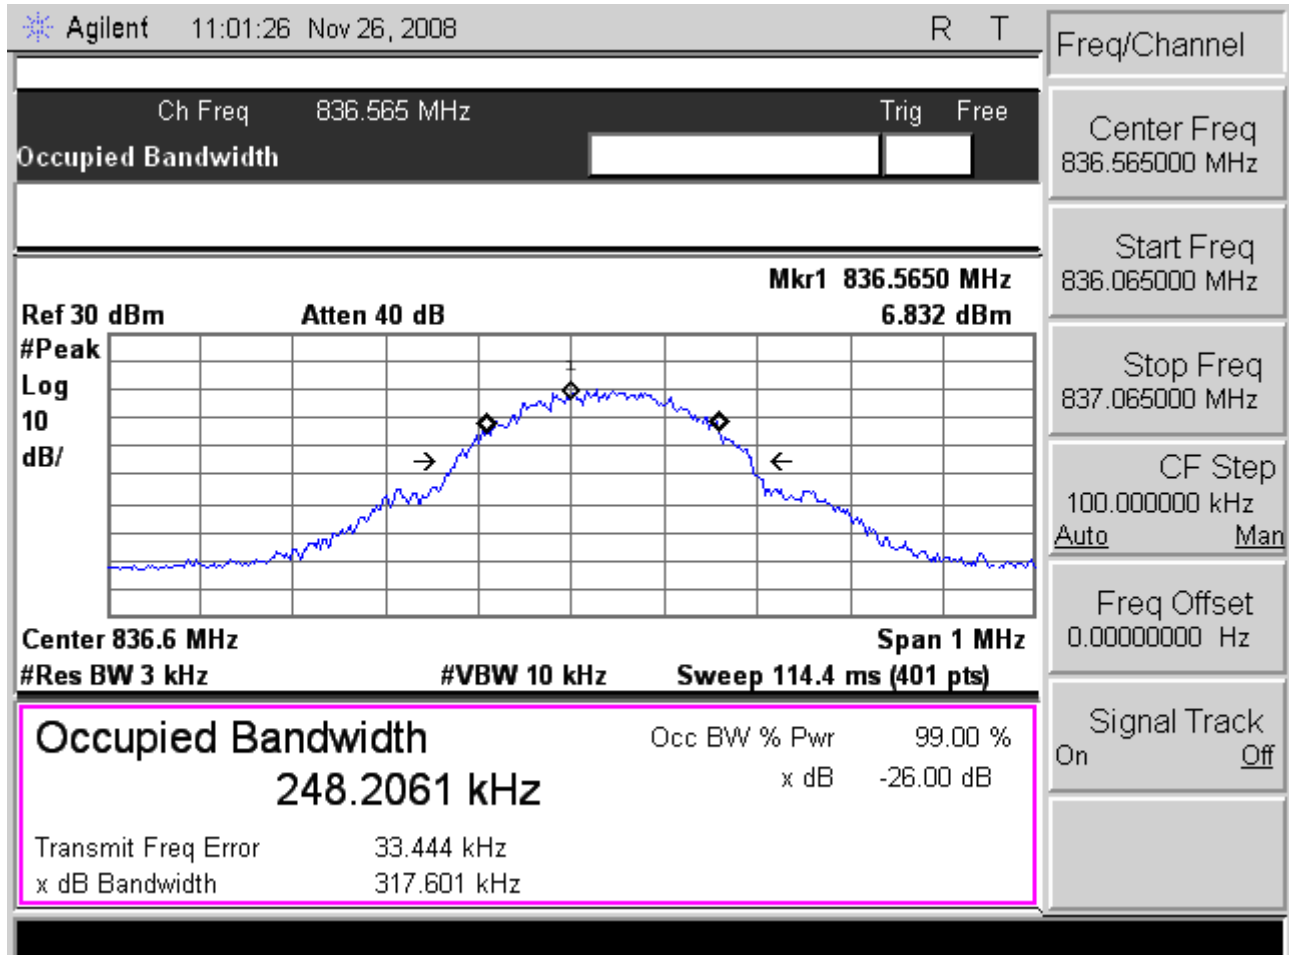 Agilent 11:01:26 Nov 26, 2008 R T
Freq/Channel
Ch Freq 836.565 MHz Trig Free
Occupied Bandwidth
Center Freq
836.565000 MHz
Start Freq
836.065000 MHz
Stop Freq
837.065000 MHz
CF Step
100.000000 kHz
Auto Man
Freq Offset
0.00000000 Hz
Signal Track
On Off
Mkr1 836.5650 MHz
Ref 30 dBm Atten 40 dB 6.832 dBm
#Peak
Log
10
dB/
1
Center 836.6 MHz Span 1 MHz
#Res BW 3 kHz #VBW 10 kHz Sweep 114.4 ms (401 pts)
Occupied Bandwidth
248.2061 kHz
Occ BW % Pwr 99.00 %
x dB -26.00 dB
Transmit Freq Error 33.444 kHz
x dB Bandwidth 317.601 kHz